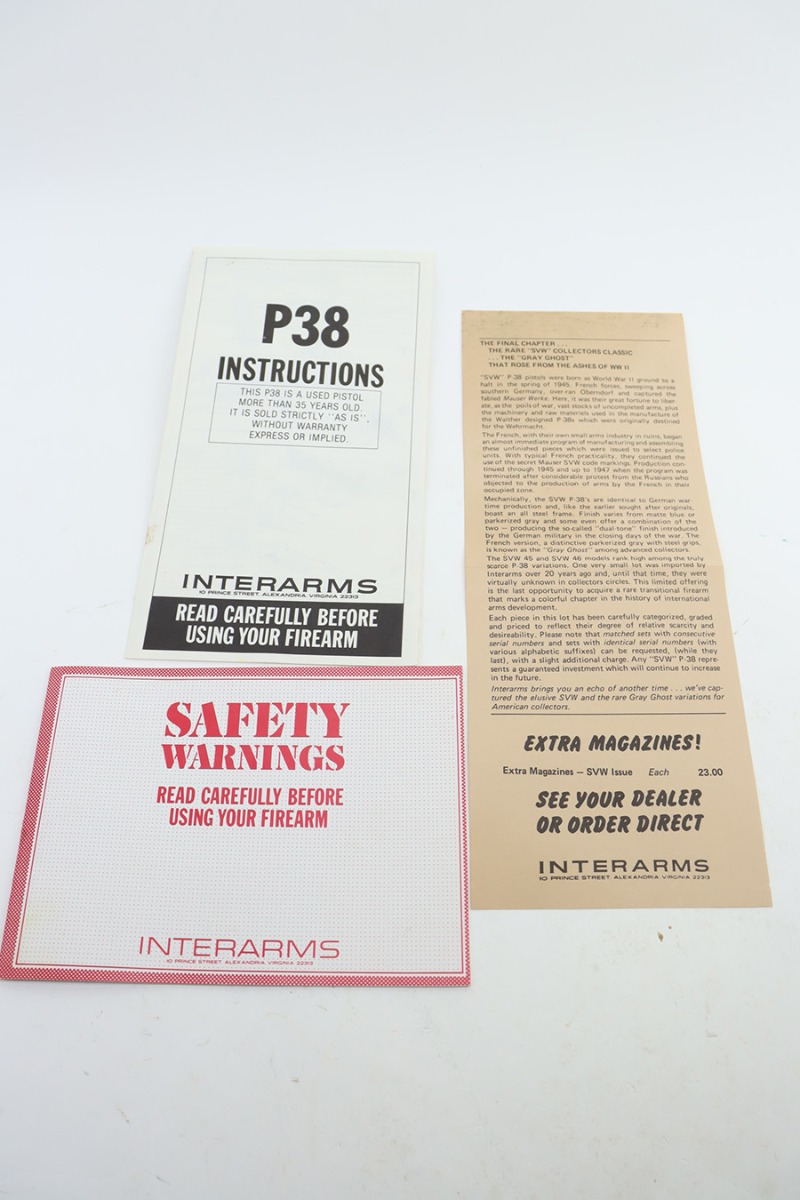 P38
INSTRUCTIONS
THIS P38 IS A USED PISTOL
MORE THAN 35 YEARS OLD.
IT IS SOLD STRICTLY "AS IS",
WITHOUT WARRANTY
EXPRESS OR IMPLIED.
INTERARMS
10 PRINCE STREET, ALEXANDRIA, VIRGINIA 22313
READ CAREFULLY BEFORE
USING YOUR FIREARM
SAFETY
WARNINGS
READ CAREFULLY BEFORE
USING YOUR FIREARM
INTERARMS
10 PRINCE STREET, ALEXANDRIA, VIRGINIA 22313
THE FINAL CHAPTER ...
THE RARE "SVW" COLLECTORS CLASSIC
... THE "GRAY GHOST"
THAT ROSE FROM THE ASHES OF WW II
"SVW" P-38 pistols were born as World War II ground to a
halt in the spring of 1945. French forces, sweeping across
southern Germany, over-ran Oberndorf and captured the
fabled Mauser Werke. Here, it was their great fortune to liber-
ate, as the spoils of war, vast stocks of uncompleted arms, plus
the machinery and raw materials used in the manufacture of
the Walther designed P-38s which were originally destined
for the Wehrmacht.
The French, with their own small arms industry in ruins, began
an almost immediate program of manufacturing and assembling
these unfinished pieces which were issued to select police
units. With typical French practicality, they continued the
use of the secret Mauser SVW code markings. Production con-
tinued through 1945 and up to 1947 when the program was
terminated after considerable protest from the Russians who
objected to the production of arms by the French in their
occupied zone.
Mechanically, the SVW P-38's are identical to German war-
time production and, like the earlier sought after originals,
boast an all steel frame. Finish varies from matte blue or
parkerized gray and some even offer a combination of the
two — producing the so-called "dual-tone" finish introduced
by the German military in the closing days of the war. The
French version, a distinctive parkerized gray with steel grips,
is known as the "Gray Ghost" among advanced collectors.
The SVW 45 and SVW 46 models rank high among the truly
scarce P-38 variations. One very small lot was imported by
Interarms over 20 years ago and, until that time, they were
virtually unknown in collectors circles. This limited offering
is the last opportunity to acquire a rare transitional firearm
that marks a colorful chapter in the history of international
arms development.
Each piece in this lot has been carefully categorized, graded
and priced to reflect their degree of relative scarcity and
desireability. Please note that matched sets with consecutive
serial numbers and sets with identical serial numbers (with
various alphabetic suffixes) can be requested, (while they
last), with a slight additional charge. Any "SVW" P-38 repre-
sents a guaranteed investment which will continue to increase
in the future.
Interarms brings you an echo of another time ... we've cap-
tured the elusive SVW and the rare Gray Ghost variations for
American collectors.
EXTRA MAGAZINES!
Extra Magazines — SVW Issue Each 23.00
SEE YOUR DEALER
OR ORDER DIRECT
INTERARMS
10 PRINCE STREET, ALEXANDRIA, VIRGINIA 22313